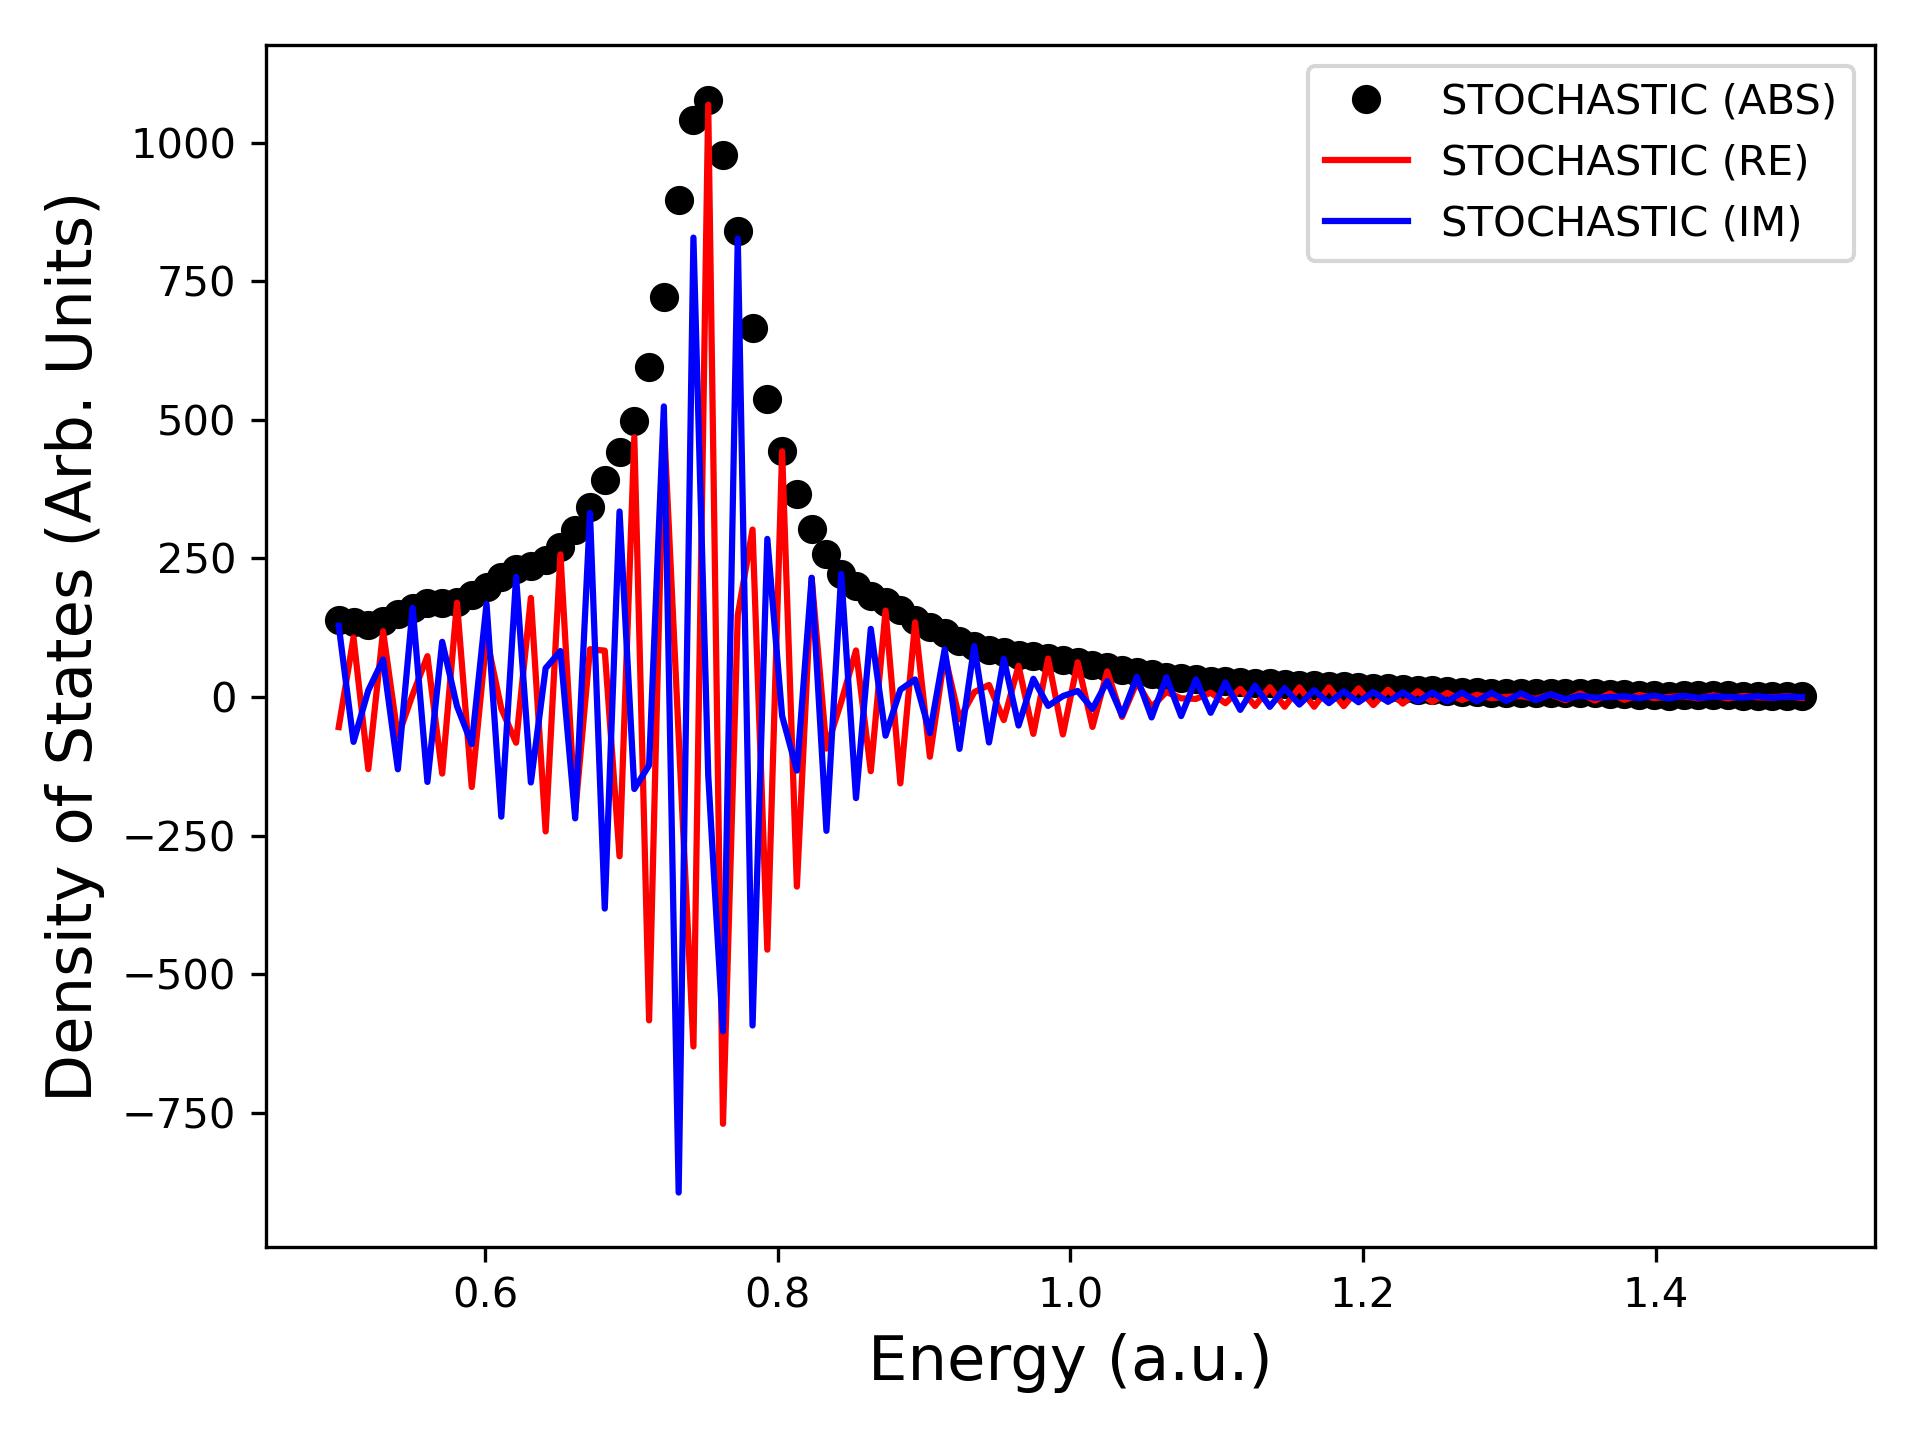 STOCHASTIC (ABS)
STOCHASTIC (RE)
STOCHASTIC (IM)
Density of States (Arb. Units)
1000
750
500
250
0
−250
−500
−750
0.6 0.8 1.0 1.2 1.4
Energy (a.u.)